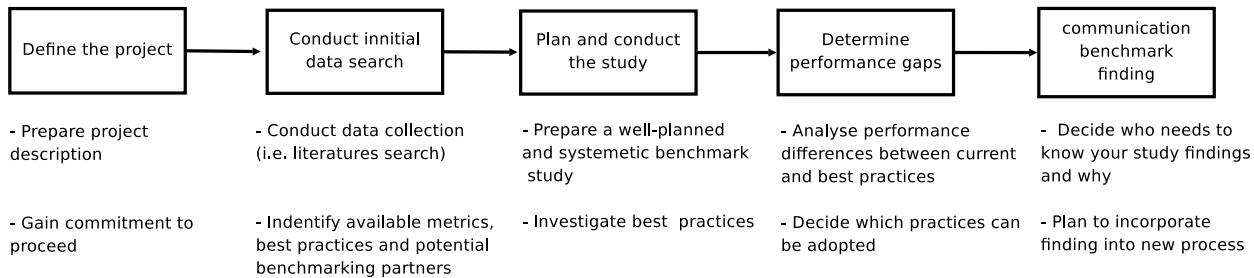 Define the project
Conduct innitial
data search
Plan and conduct
the study
Determine
performance gaps
communication
benchmark
finding
- Prepare project
description
- Gain commitment to
proceed
- Conduct data collection
(i.e. literatures search)
- Indentify available metrics,
best practices and potential
benchmarking partners
- Prepare a well-planned
and systemetic benchmark
study
- Investigate best  practices
- Analyse performance
differences between current
and best practices
- Decide which practices can
be adopted
-  Decide who needs to
know your study findings
and why
- Plan to incorporate
finding into new process